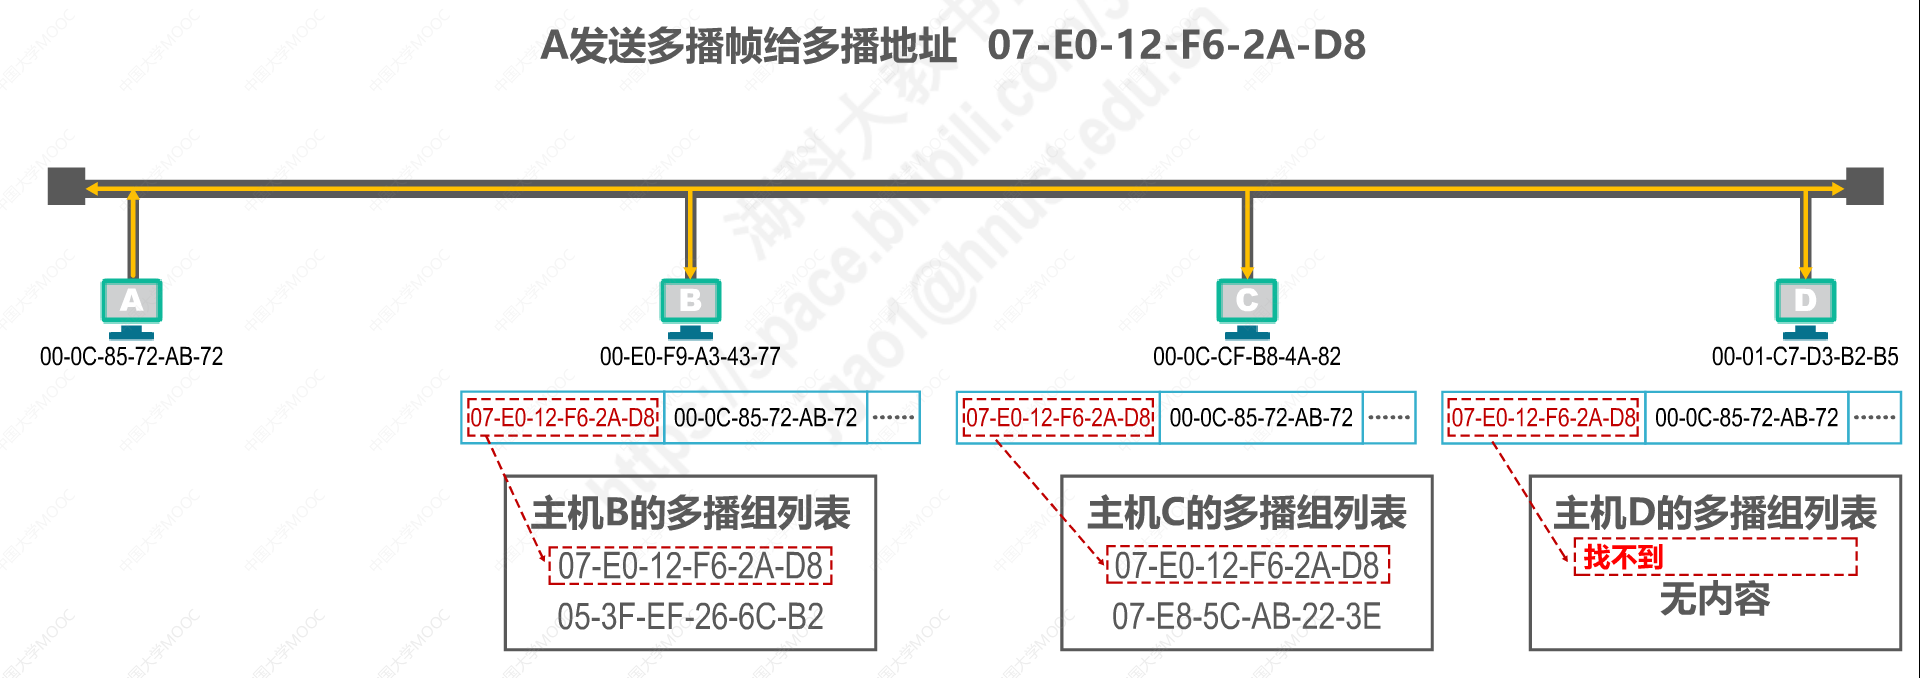 A发送多播帧给多播地址 07-E0-12-F6-2A-D8
A
B
C
D
00-0C-85-72-AB-72
00-E0-F9-A3-43-77
00-0C-CF-B8-4A-82
00-01-C7-D3-B2-B5
07-E0-12-F6-2A-D8 00-0C-85-72-AB-72 ……
07-E0-12-F6-2A-D8 00-0C-85-72-AB-72 ……
07-E0-12-F6-2A-D8 00-0C-85-72-AB-72 ……
主机B的多播组列表
07-E0-12-F6-2A-D8
05-3F-EF-26-6C-B2
主机C的多播组列表
07-E0-12-F6-2A-D8
07-E8-5C-AB-22-3E
主机D的多播组列表
找不到
无内容
湖科大教书
https://space.bilibili.com/
jgao1@hnust.edu.cn
中国大学MOOC